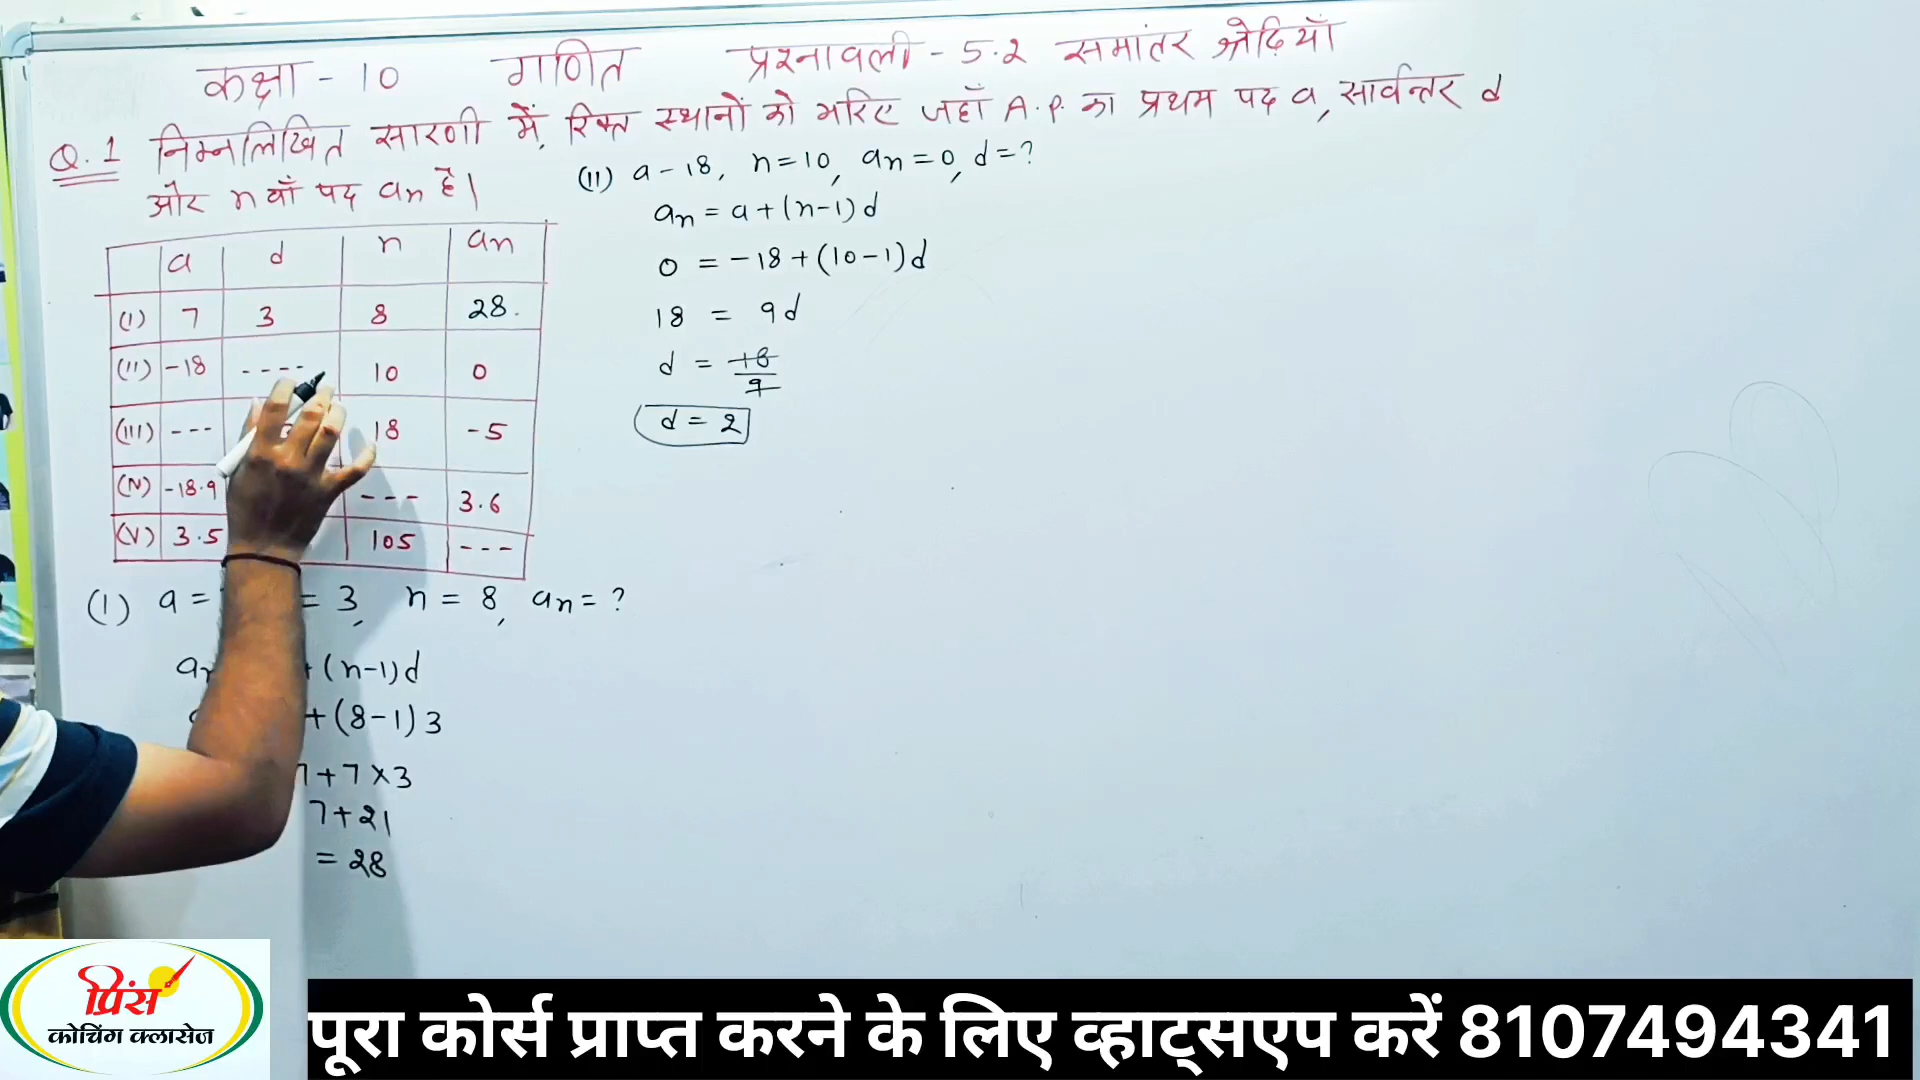 कक्षा - 10 गणित प्रश्नावली - 5.2 समांतर श्रेढ़ियाँ
Q.1 निम्नलिखित सारणी में, रिक्त स्थानों को भरिए जहाँ A.P. का प्रथम पद a, सार्वन्तर d
और n वाँ पद an है।
a d n an
(I) 7 3 8 28.
(II) -18 ---- 10 0
(III) --- 18 -5
(IV) -18.9 --- 3.6
(V) 3.5 105 ---
(I) a = = 3, n = 8, an = ?
+ (n-1)d
+ (8-1) 3
7 + 7 × 3
7 + 21
= 28
(II) a - 18, n = 10, an = 0, d = ?
an = a + (n-1) d
0 = -18 + (10-1) d
18 = 9d
d = 18/9
d = 2
प्रिंस
कोचिंग क्लासेज
पूरा कोर्स प्राप्त करने के लिए व्हाट्सएप करें 8107494341